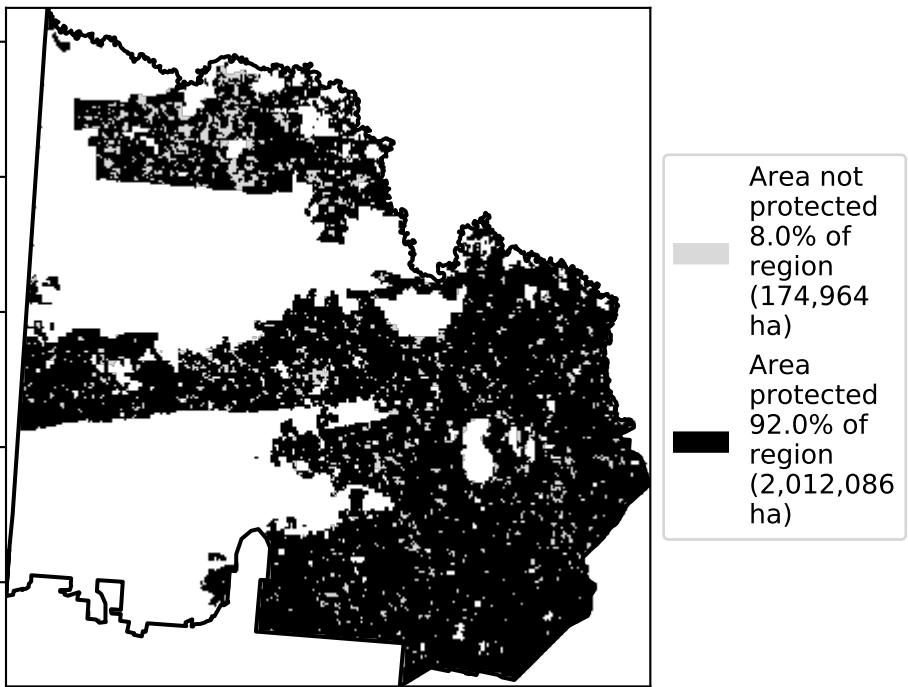 Area not
protected
8.0% of
region
(174,964
ha)
Area
protected
92.0% of
region
(2,012,086
ha)